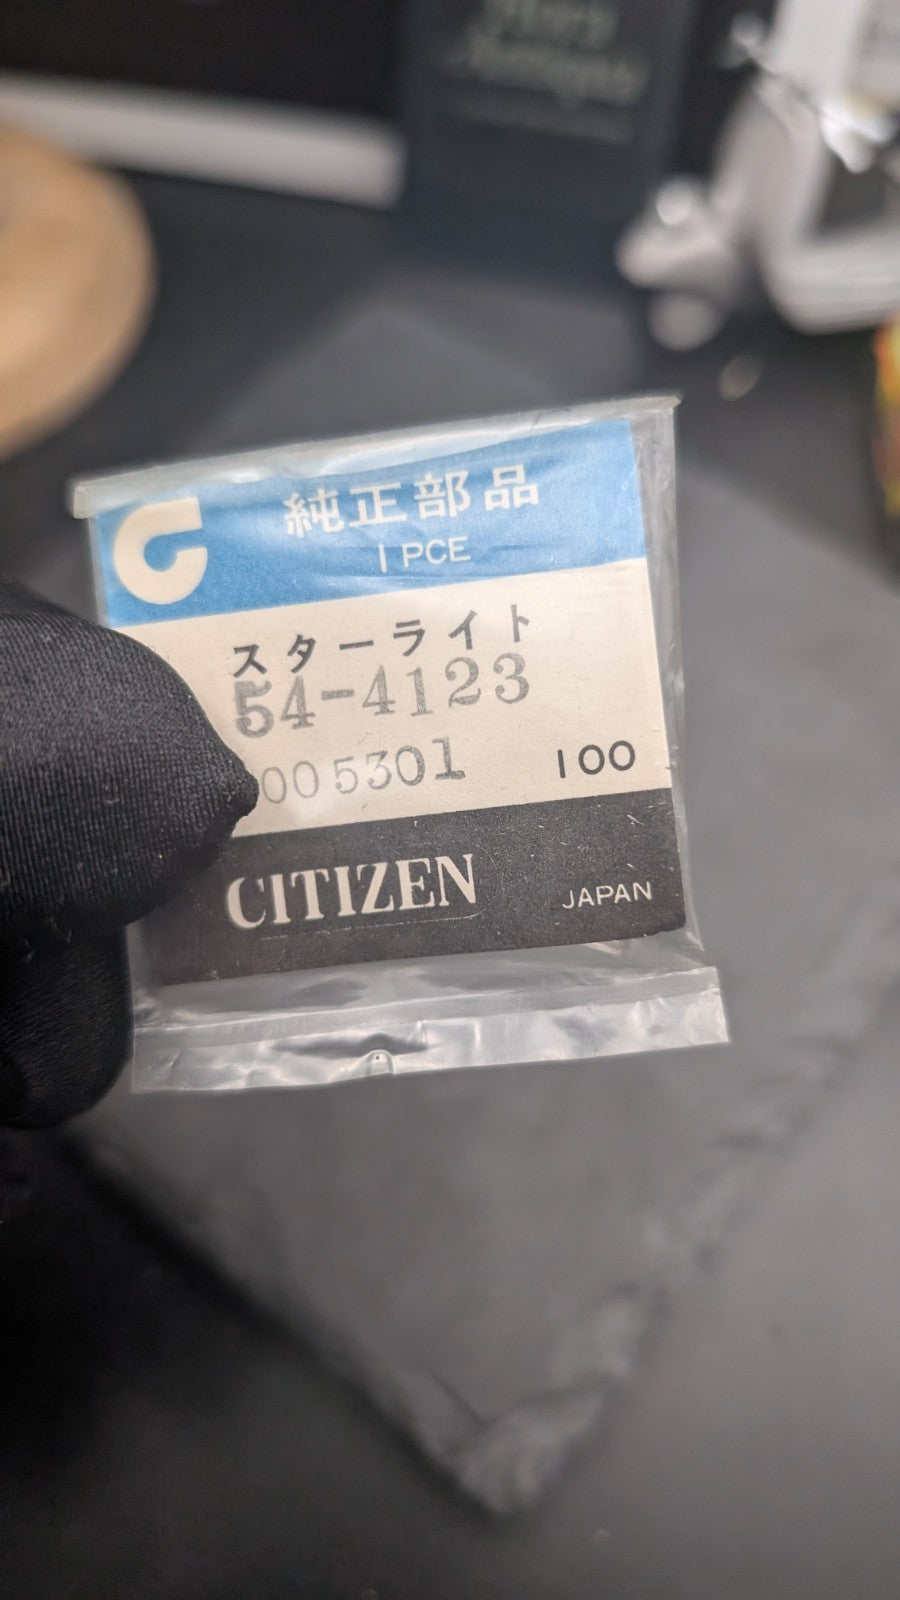 純正部品
1 PCE
スターライト
54-4123
005301 100
CITIZEN
JAPAN